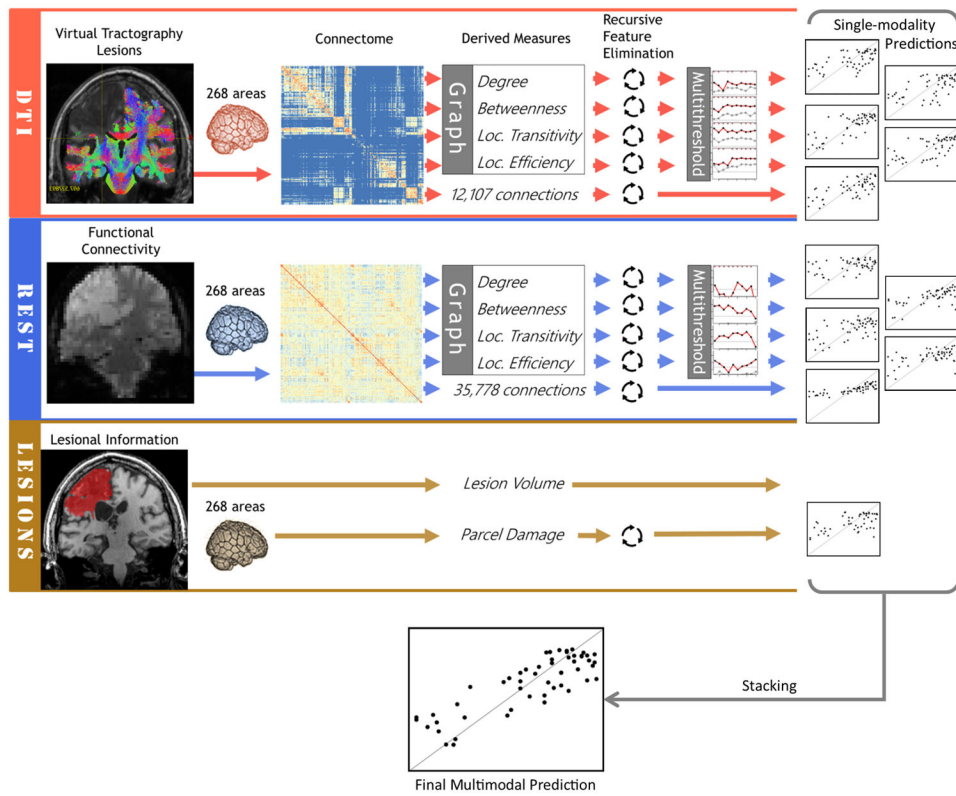 Single-modality
Predictions
DTI
Virtual Tractography
Lesions
268 areas
Connectome
Derived Measures
Recursive
Feature
Elimination
Graph
Degree
Betweenness
Loc. Transitivity
Loc. Efficiency
Multithreshold
12,107 connections
REST
Functional
Connectivity
268 areas
Graph
Degree
Betweenness
Loc. Transitivity
Loc. Efficiency
Multithreshold
35,778 connections
LESIONS
Lesional Information
268 areas
Lesion Volume
Parcel Damage
Stacking
Final Multimodal Prediction